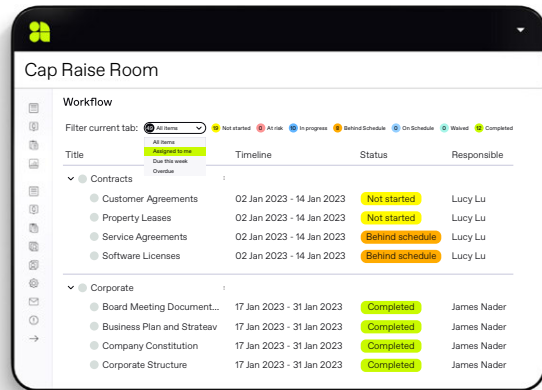 Cap Raise Room
Workflow
Filter current tab: 49 All items 19 Not started 0 At risk 10 In progress 8 Behind Schedule 0 On Schedule 0 Waived 12 Completed
All items
Assigned to me
Due this week
Overdue
Title Timeline Status Responsible
Contracts
Customer Agreements 02 Jan 2023 - 14 Jan 2023 Not started Lucy Lu
Property Leases 02 Jan 2023 - 14 Jan 2023 Not started Lucy Lu
Service Agreements 02 Jan 2023 - 14 Jan 2023 Behind schedule Lucy Lu
Software Licenses 02 Jan 2023 - 14 Jan 2023 Behind schedule Lucy Lu
Corporate
Board Meeting Document... 17 Jan 2023 - 31 Jan 2023 Completed James Nader
Business Plan and Strateav 17 Jan 2023 - 31 Jan 2023 Completed James Nader
Company Constitution 17 Jan 2023 - 31 Jan 2023 Completed James Nader
Corporate Structure 17 Jan 2023 - 31 Jan 2023 Completed James Nader